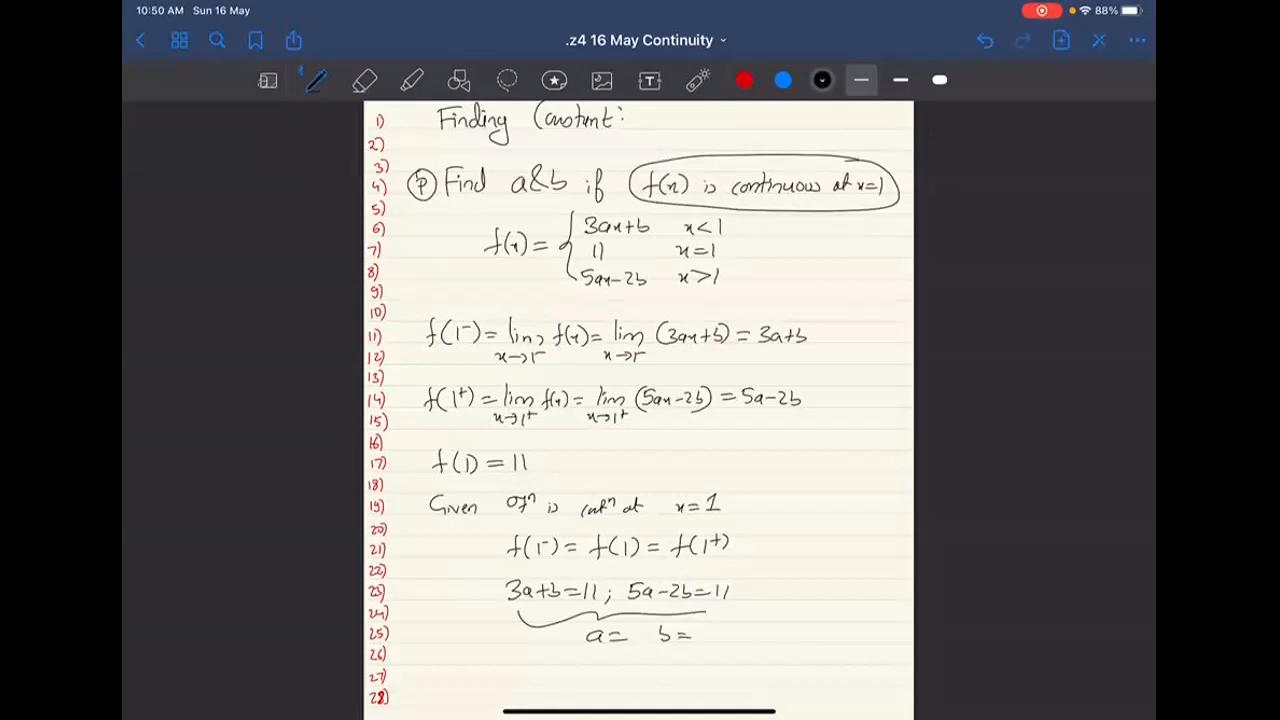 10:50 AM Sun 16 May 88%
.z4 16 May Continuity
1) Finding Constant:
2)
3)
4) P Find a&b if f(x) is continuous at x=1
5)
6) 3ax+b x<1
7) f(x) = { 11 x=1
8) 5ax-2b x>1
9)
10)
11) f(1⁻) = lim f(x) = lim (3ax+b) = 3a+b
12) x→1⁻ x→1⁻
13)
14) f(1⁺) = lim f(x) = lim (5ax-2b) = 5a-2b
15) x→1⁺ x→1⁺
16)
17) f(1) = 11
18)
19) Given is at x=1
20)
21) f(1⁻) = f(1) = f(1⁺)
22)
23) 3a+b=11; 5a-2b=11
24)
25) a= b=
26)
27)
28)